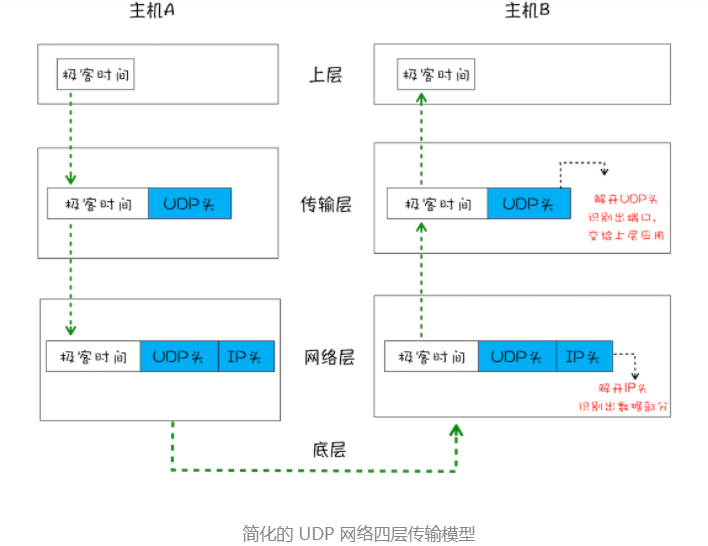 主机A
主机B
极客时间
上层
极客时间
极客时间
UDP头
传输层
极客时间
UDP头
解开UDP头
识别出端口，
交给上层应用
极客时间
UDP头
IP头
网络层
极客时间
UDP头
IP头
解开IP头
识别出数据部分
底层
简化的 UDP 网络四层传输模型